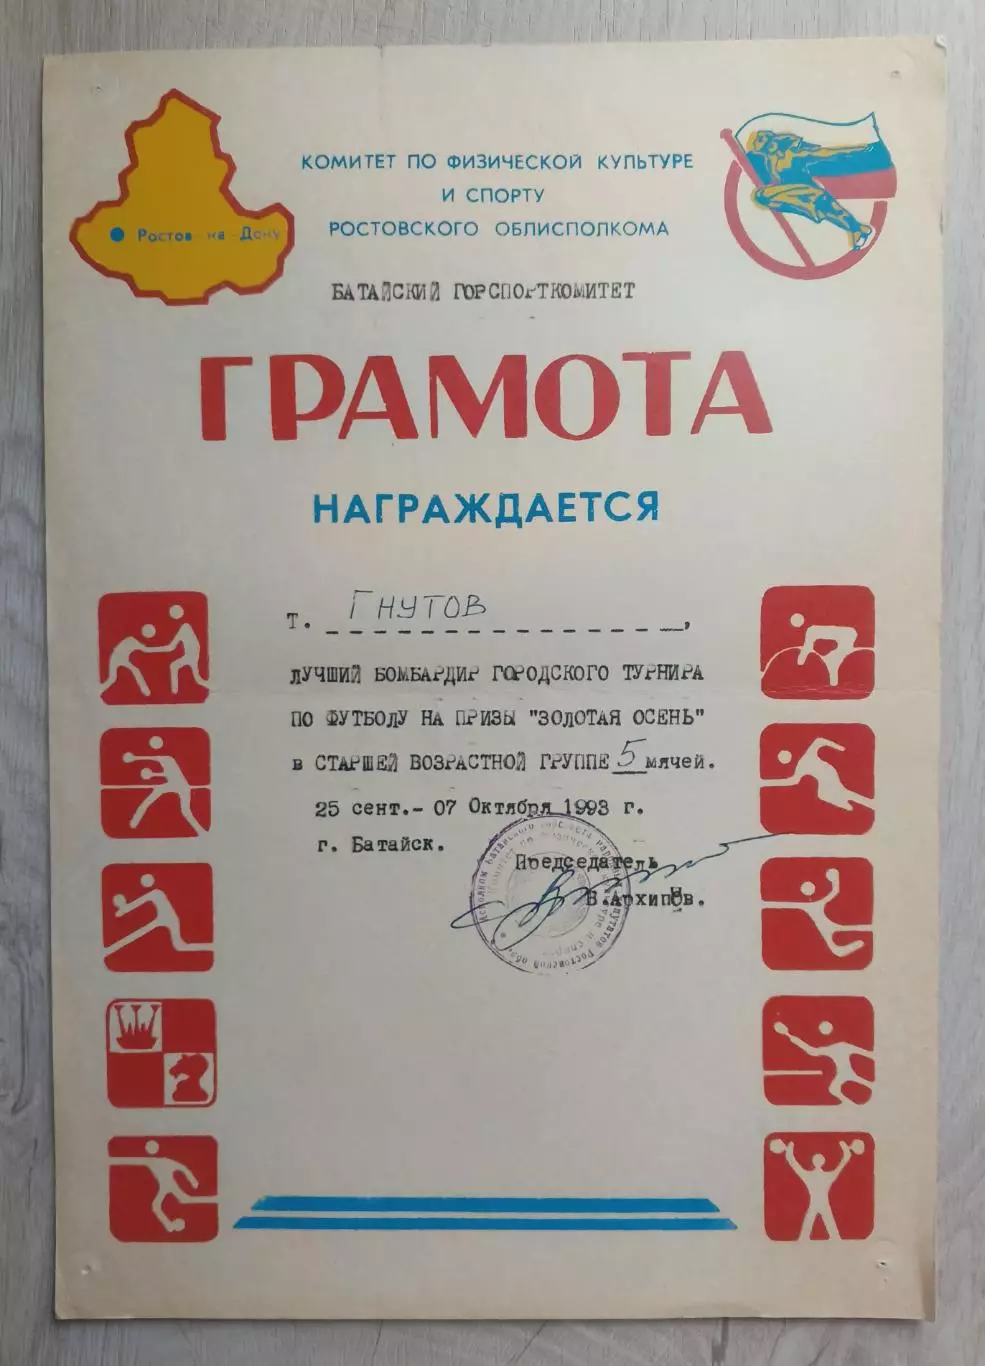 КОМИТЕТ ПО ФИЗИЧЕСКОЙ КУЛЬТУРЕ
И СПОРТУ
РОСТОВСКОГО ОБЛИСПОЛКОМА
Ростов-на-Дону
БАТАЙСКИЙ ГОРСПОРТКОМИТЕТ
ГРАМОТА
НАГРАЖДАЕТСЯ
т. ГНУТОВ,
ЛУЧШИЙ БОМБАРДИР ГОРОДСКОГО ТУРНИРА
ПО ФУТБОЛУ НА ПРИЗЫ "ЗОЛОТАЯ ОСЕНЬ"
в СТАРШЕЙ ВОЗРАСТНОЙ ГРУППЕ 5 мячей.
25 сент.- 07 Октября 1993 г.
г. Батайск.
Председатель
В.Архипов.